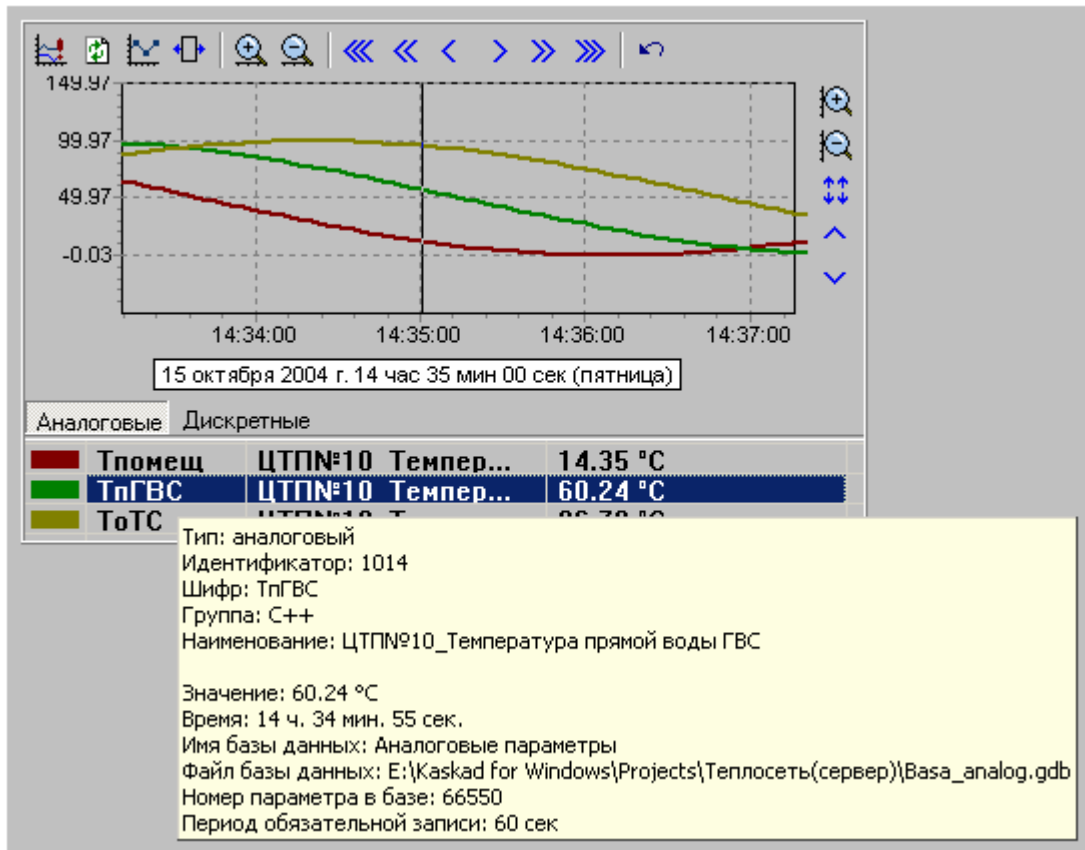 149.97
99.97
49.97
-0.03
14:34:00 14:35:00 14:36:00 14:37:00
15 октября 2004 г. 14 час 35 мин 00 сек (пятница)
Аналоговые Дискретные
Тпомещ ЦТП№10 Темпер... 14.35 °C
ТпГВС ЦТП№10 Темпер... 60.24 °C
ТоТС ЦТП№10
Тип: аналоговый
Идентификатор: 1014
Шифр: ТпГВС
Группа: C++
Наименование: ЦТП№10_Температура прямой воды ГВС
Значение: 60.24 °C
Время: 14 ч. 34 мин. 55 сек.
Имя базы данных: Аналоговые параметры
Файл базы данных: E:\Kaskad for Windows\Projects\Теплосеть(сервер)\Basa_analog.gdb
Номер параметра в базе: 66550
Период обязательной записи: 60 сек